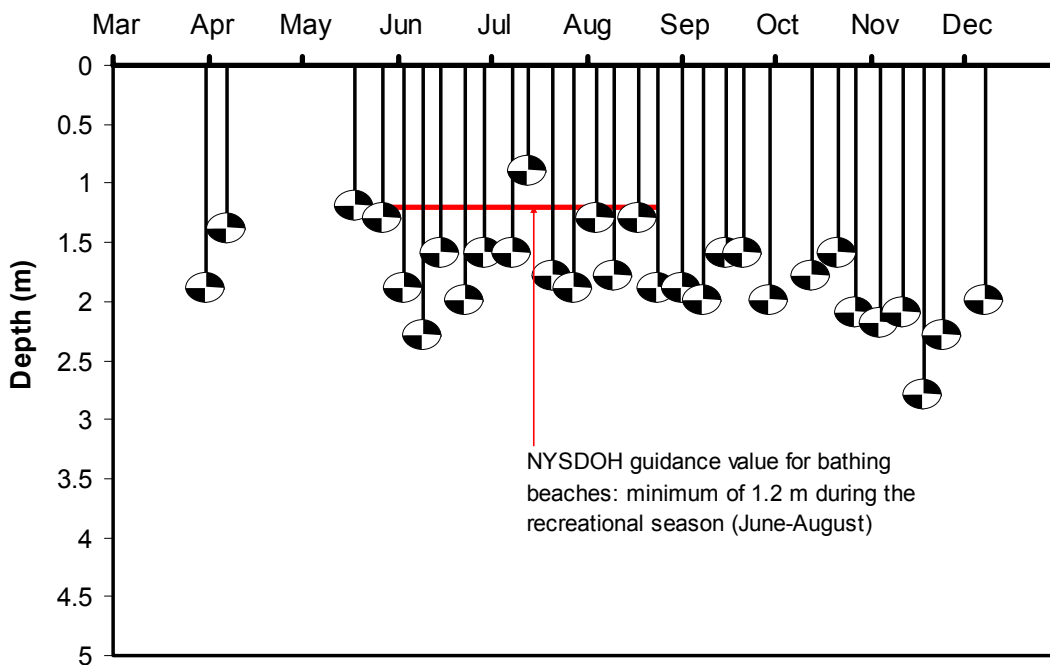 Mar Apr May Jun Jul Aug Sep Oct Nov Dec
0
0.5
1
1.5
2
2.5
3
3.5
4
4.5
5
Depth (m)
NYSDOH guidance value for bathing
beaches: minimum of 1.2 m during the
recreational season (June-August)